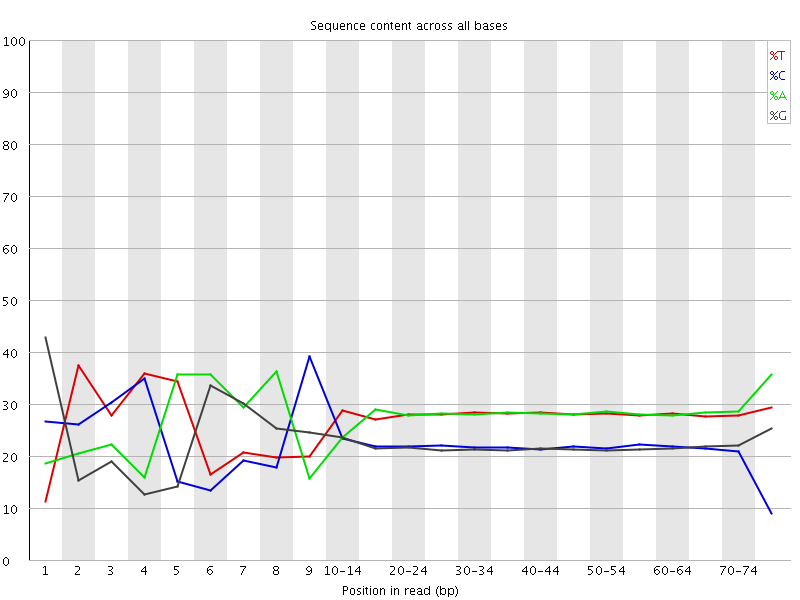 Sequence content across all bases
100
90
80
70
60
50
40
30
20
10
0
%T
%C
%A
%G
1 2 3 4 5 6 7 8 9 10-14 20-24 30-34 40-44 50-54 60-64 70-74
Position in read (bp)